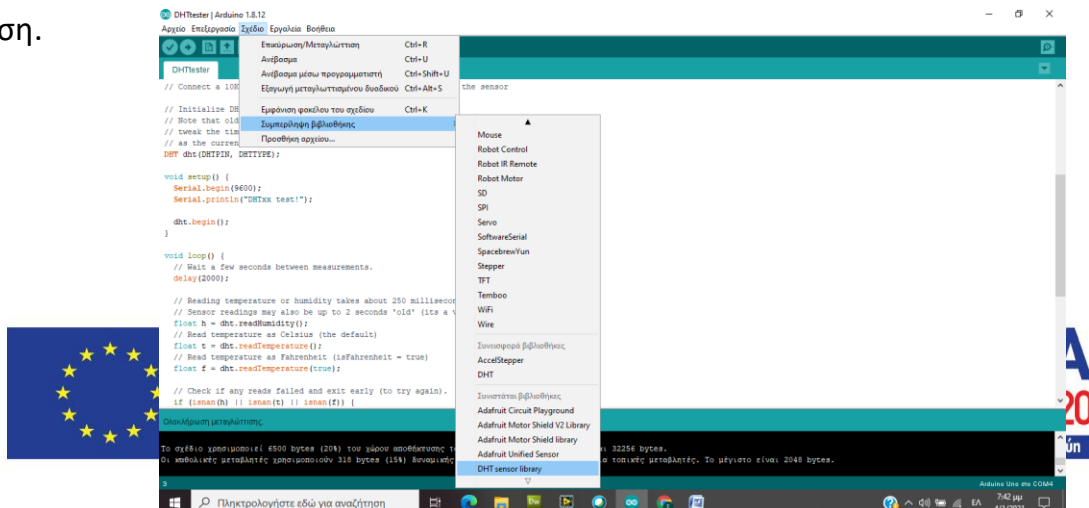 ση.
DHTtester | Arduino 1.8.12
Αρχείο Επεξεργασία Σχέδιο Εργαλεία Βοήθεια
DHTtester
Επικύρωση/Μεταγλώττιση Ctrl+R
Ανέβασμα Ctrl+U
Ανέβασμα μέσω προγραμματιστή Ctrl+Shift+U
Εξαγωγή μεταγλωττισμένου δυαδικού Ctrl+Alt+S
Εμφάνιση φακέλου του σχεδίου Ctrl+K
Συμπερίληψη βιβλιοθήκης
Προσθήκη αρχείου...
// Connect a 10K the sensor
// Initialize DH
// Note that old
// tweak the tim
// as the curren
DHT dht(DHTPIN, DHTTYPE);
void setup() {
Serial.begin(9600);
Serial.println("DHTxx test!");
dht.begin();
}
void loop() {
// Wait a few seconds between measurements.
delay(2000);
// Reading temperature or humidity takes about 250 millisecon
// Sensor readings may also be up to 2 seconds 'old' (its a v
float h = dht.readHumidity();
// Read temperature as Celsius (the default)
float t = dht.readTemperature();
// Read temperature as Fahrenheit (isFahrenheit = true)
float f = dht.readTemperature(true);
// Check if any reads failed and exit early (to try again).
if (isnan(h) || isnan(t) || isnan(f)) {
Mouse
Robot Control
Robot IR Remote
Robot Motor
SD
SPI
Servo
SoftwareSerial
SpacebrewYun
Stepper
TFT
Temboo
WiFi
Wire
Συνεισφορά βιβλιοθήκες
AccelStepper
DHT
Συνιστάται βιβλιοθήκες
Adafruit Circuit Playground
Adafruit Motor Shield V2 Library
Adafruit Motor Shield library
Adafruit Unified Sensor
DHT sensor library
Ολοκλήρωση μεταγλώττισης.
Το σχέδιο χρησιμοποιεί 6500 bytes (20%) του χώρου αποθήκευσης τ αι 32256 bytes.
Οι καθολικές μεταβλητές χρησιμοποιούν 318 bytes (15%) δυναμικής α τοπικές μεταβλητές. Το μέγιστο είναι 2048 bytes.
3 Arduino Uno στο COM4
Πληκτρολογήστε εδώ για αναζήτηση
ΕΛ 7:42 μμ
Α
20
ún